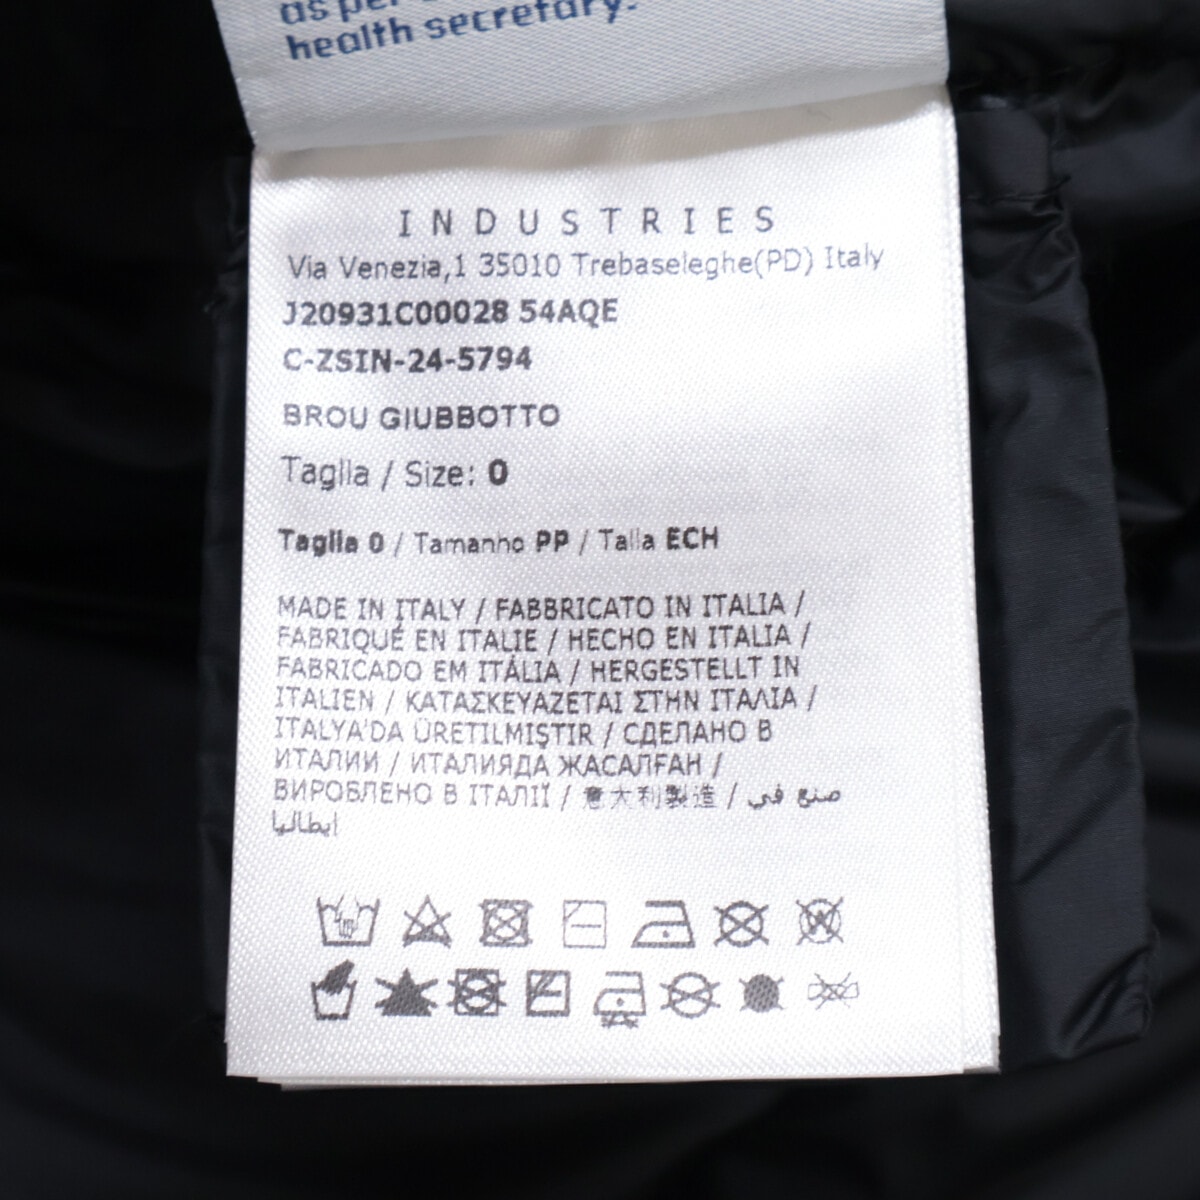 as per
health secretary.
INDUSTRIES
Via Venezia,1 35010 Trebaseleghe(PD) Italy
J20931C00028 54AQE
C-ZSIN-24-5794
BROU GIUBBOTTO
Taglia / Size: 0
Taglia 0 / Tamanho PP / Talla ECH
MADE IN ITALY / FABBRICATO IN ITALIA /
FABRIQUÉ EN ITALIE / HECHO EN ITALIA /
FABRICADO EM ITÁLIA / HERGESTELLT IN
ITALIEN / ΚΑΤΑΣΚΕΥΑΖΕΤΑΙ ΣΤΗΝ ΙΤΑΛΙΑ /
ITALYA'DA ÜRETILMIŞTIR / СДЕЛАНО В
ИТАЛИИ / ИТАЛИЯДА ЖАСАЛҒАН /
ВИРОБЛЕНО В ІТАЛІЇ / 意大利製造 / صنع في
إيطاليا